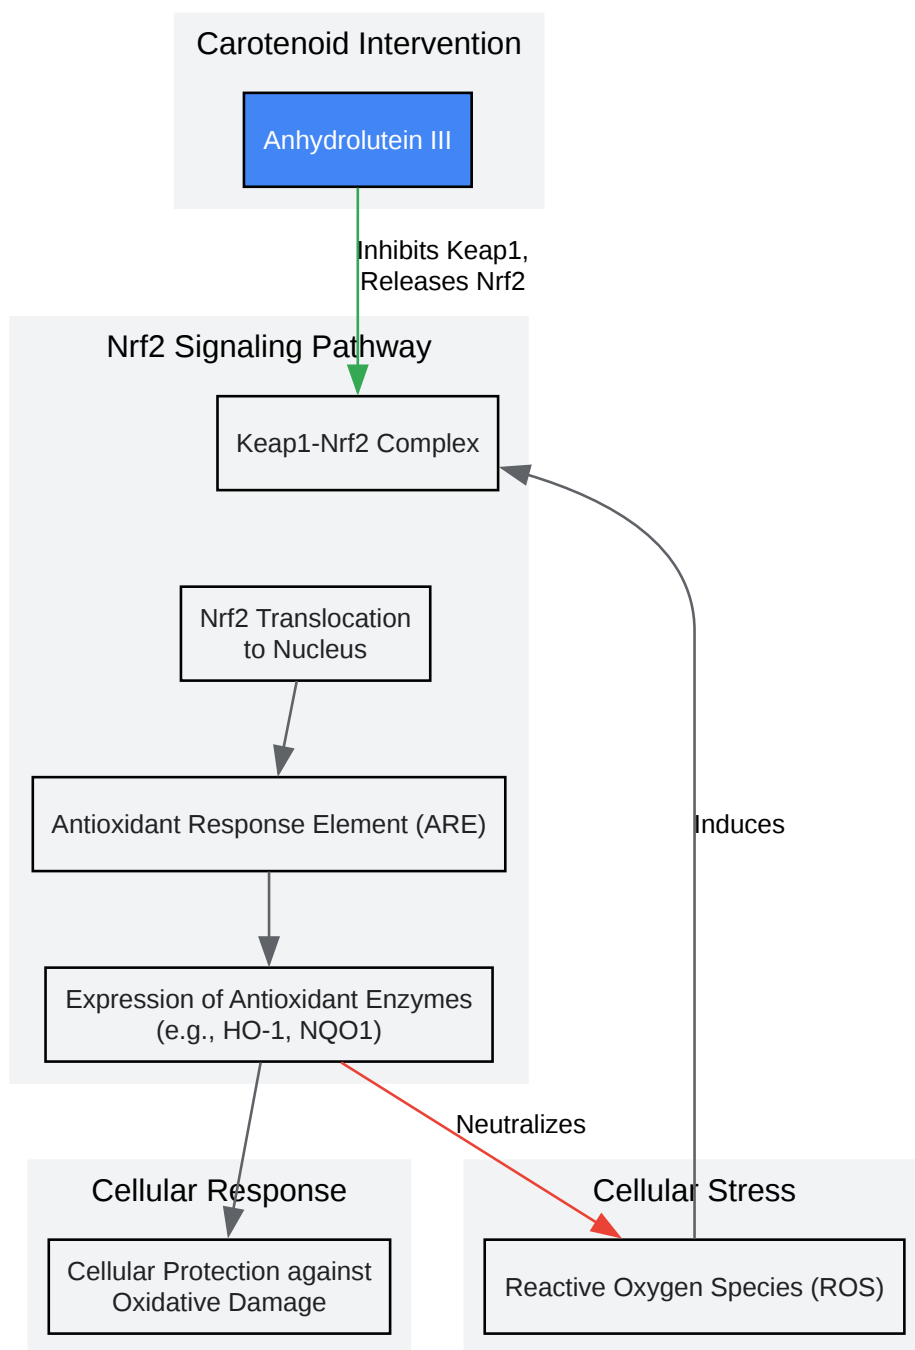 Carotenoid Intervention
Anhydrolutein III
Inhibits Keap1,
Releases Nrf2
Nrf2 Signaling Pathway
Keap1-Nrf2 Complex
Nrf2 Translocation
to Nucleus
Antioxidant Response Element (ARE)
Induces
Expression of Antioxidant Enzymes
(e.g., HO-1, NQO1)
Neutralizes
Cellular Response
Cellular Protection against
Oxidative Damage
Cellular Stress
Reactive Oxygen Species (ROS)